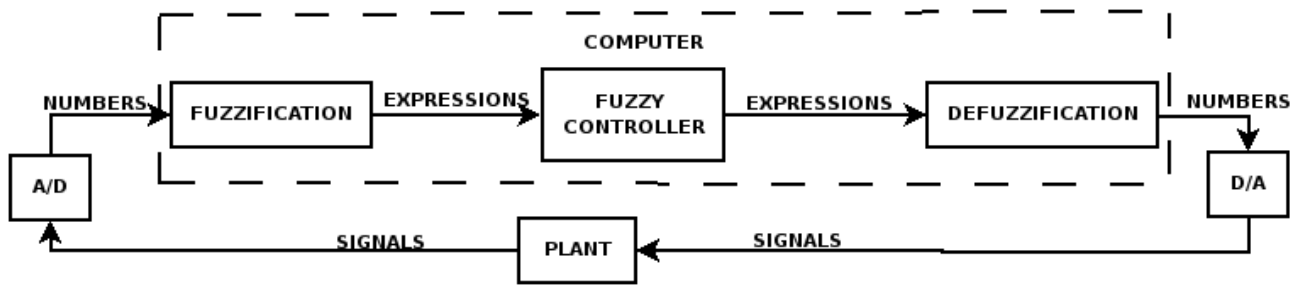 COMPUTER
NUMBERS
FUZZIFICATION
EXPRESSIONS
FUZZY
CONTROLLER
EXPRESSIONS
DEFUZZIFICATION
NUMBERS
A/D
D/A
SIGNALS
PLANT
SIGNALS